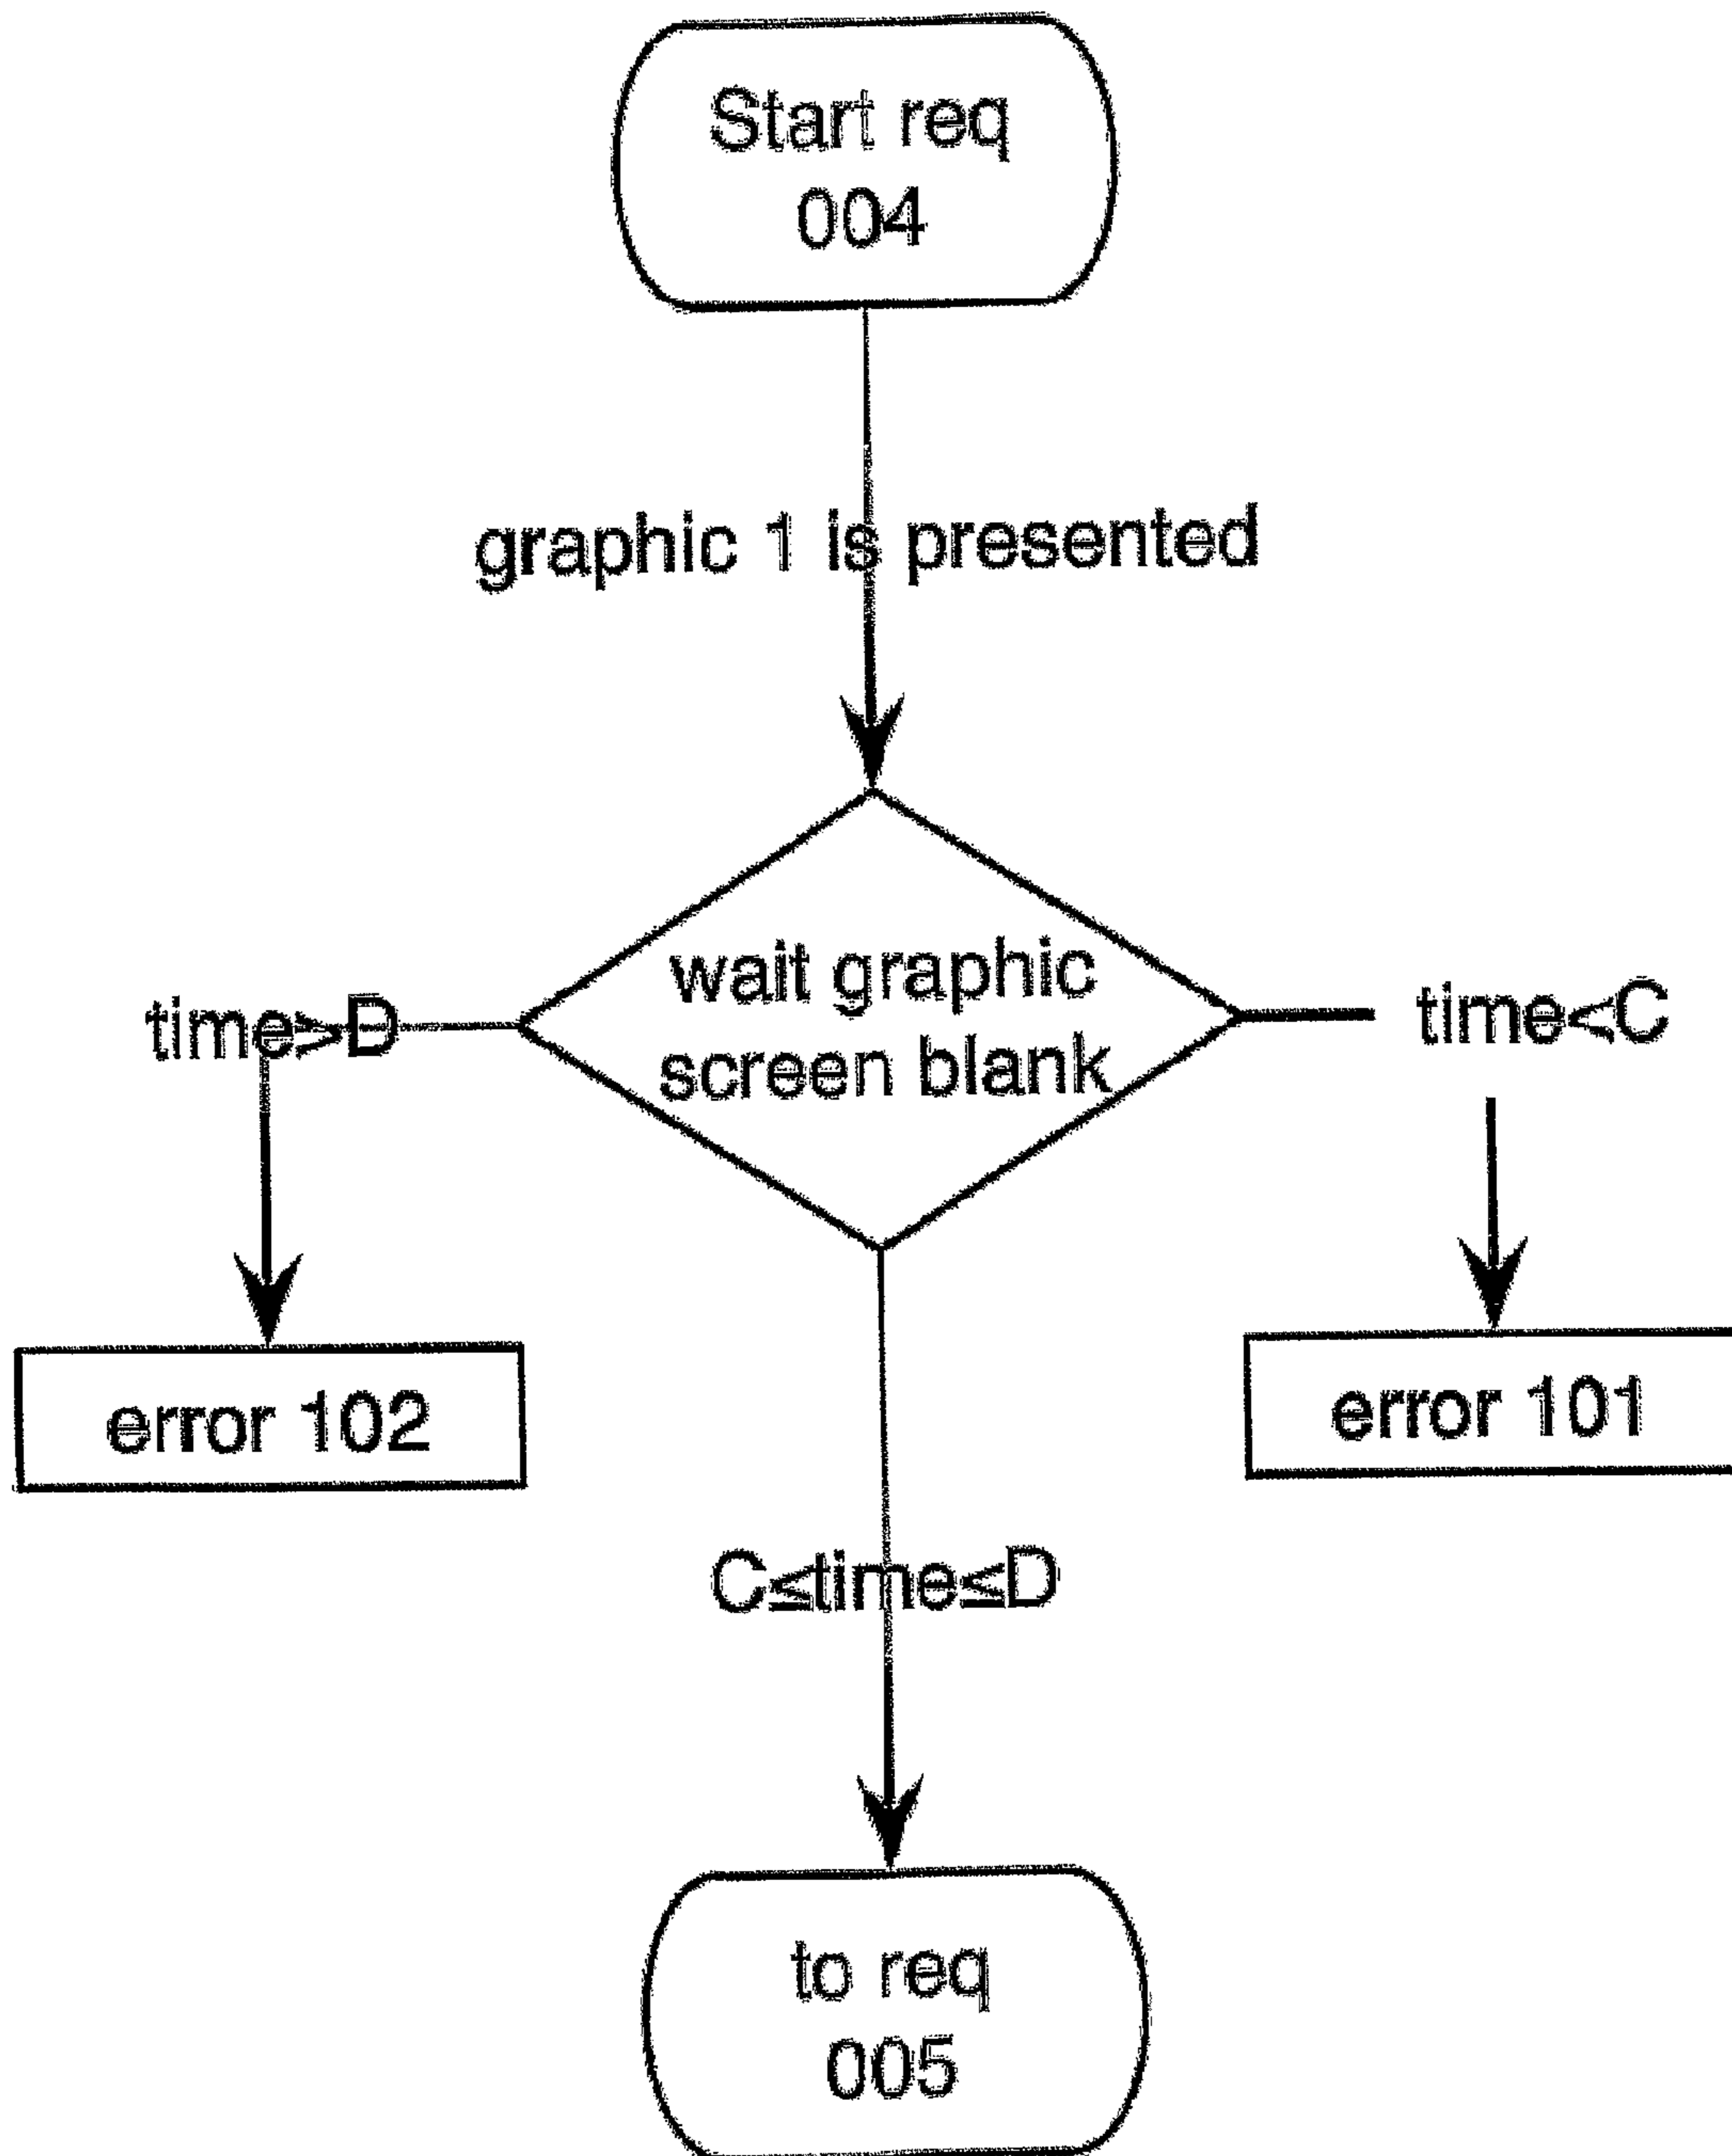 Start req
004
graphic 1 is presented
wait graphic
screen blank
time>D
time<C
error 102
error 101
C≤time≤D
to req
005